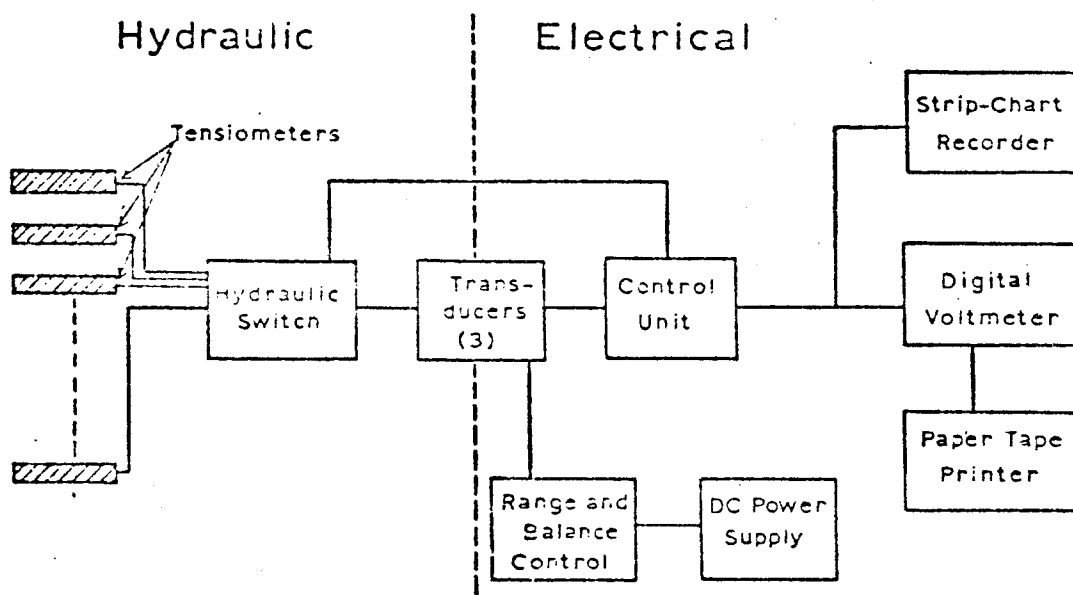 Hydraulic
Electrical
Tensiometers
Strip-Chart
Recorder
Hydraulic
Switch
Trans-
ducers
(3)
Control
Unit
Digital
Voltmeter
Paper Tape
Printer
Range and
Balance
Control
DC Power
Supply